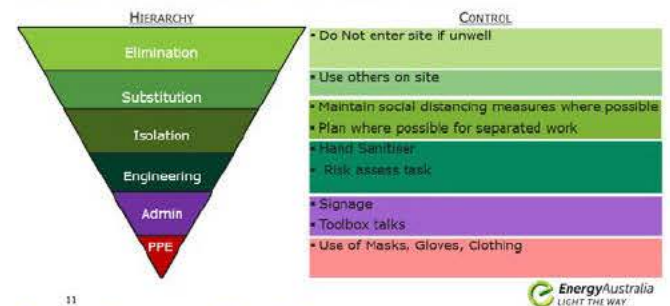 HIERARCHY
CONTROL
Elimination
▪ Do Not enter site if unwell
Substitution
▪ Use others on site
Isolation
▪ Maintain social distancing measures where possible
▪ Plan where possible for separated work
Engineering
▪ Hand Sanitiser
▪ Risk assess task
Admin
▪ Signage
▪ Toolbox talks
PPE
▪ Use of Masks, Gloves, Clothing
11
EnergyAustralia
LIGHT THE WAY